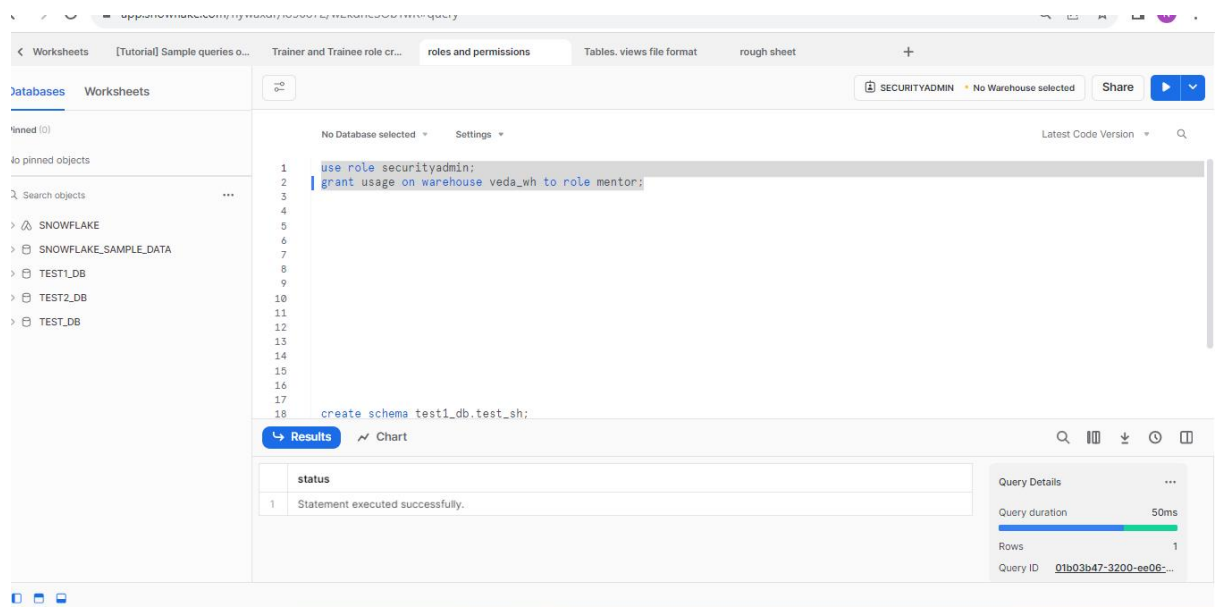 Worksheets
[Tutorial] Sample queries o...
Trainer and Trainee role cr...
roles and permissions
Tables. views file format
rough sheet
+
Databases Worksheets
SECURITYADMIN • No Warehouse selected
Share
Pinned (0)
No pinned objects
Search objects ...
SNOWFLAKE
SNOWFLAKE_SAMPLE_DATA
TEST1_DB
TEST2_DB
TEST_DB
No Database selected Settings
Latest Code Version
1 use role securityadmin;
2 grant usage on warehouse veda_wh to role mentor;
3
4
5
6
7
8
9
10
11
12
13
14
15
16
17
18 create schema test1_db.test_sh;
Results Chart
status
1 Statement executed successfully.
Query Details ...
Query duration 50ms
Rows 1
Query ID 01b03b47-3200-ee06-...